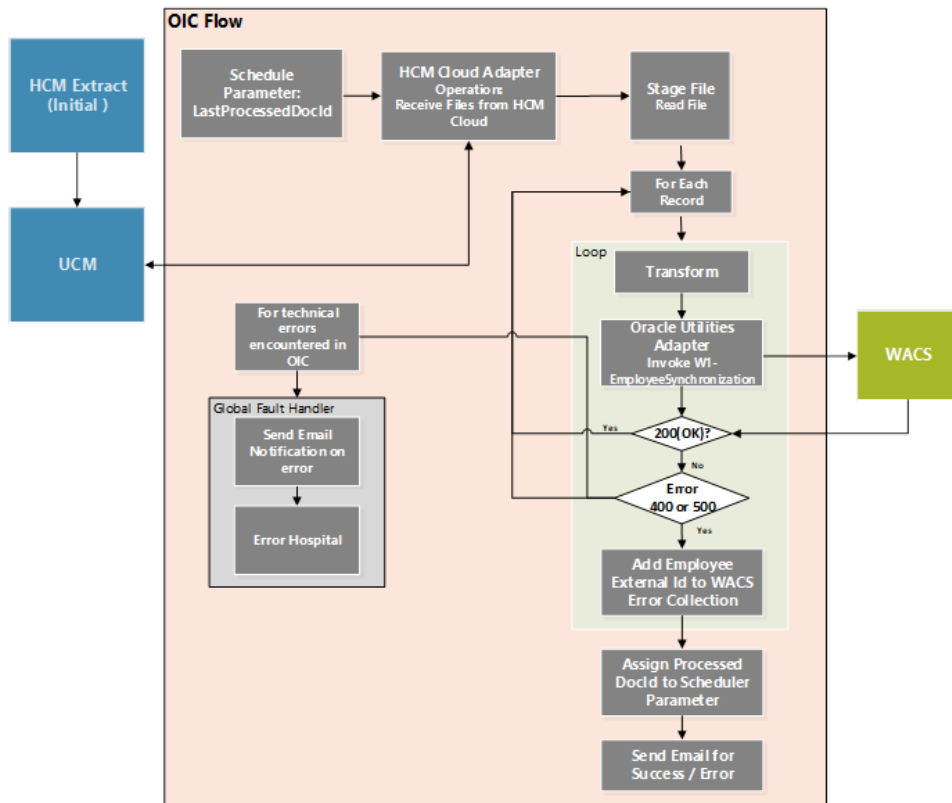 OIC Flow
HCM Extract
(Initial )
UCM
Schedule
Parameter:
LastProcessedDocId
HCM Cloud Adapter
Operation:
Receive Files from HCM
Cloud
Stage File
Read File
For Each
Record
Loop
Transform
Oracle Utilities
Adapter
Invoke W1-
EmployeeSynchronization
WACS
200(OK)?
Yes
No
Error
400 or 500
Yes
Add Employee
External Id to WACS
Error Collection
Assign Processed
DocId to Scheduler
Parameter
Send Email for
Success / Error
For technical
errors
encountered in
OIC
Global Fault Handler
Send Email
Notification on
error
Error Hospital